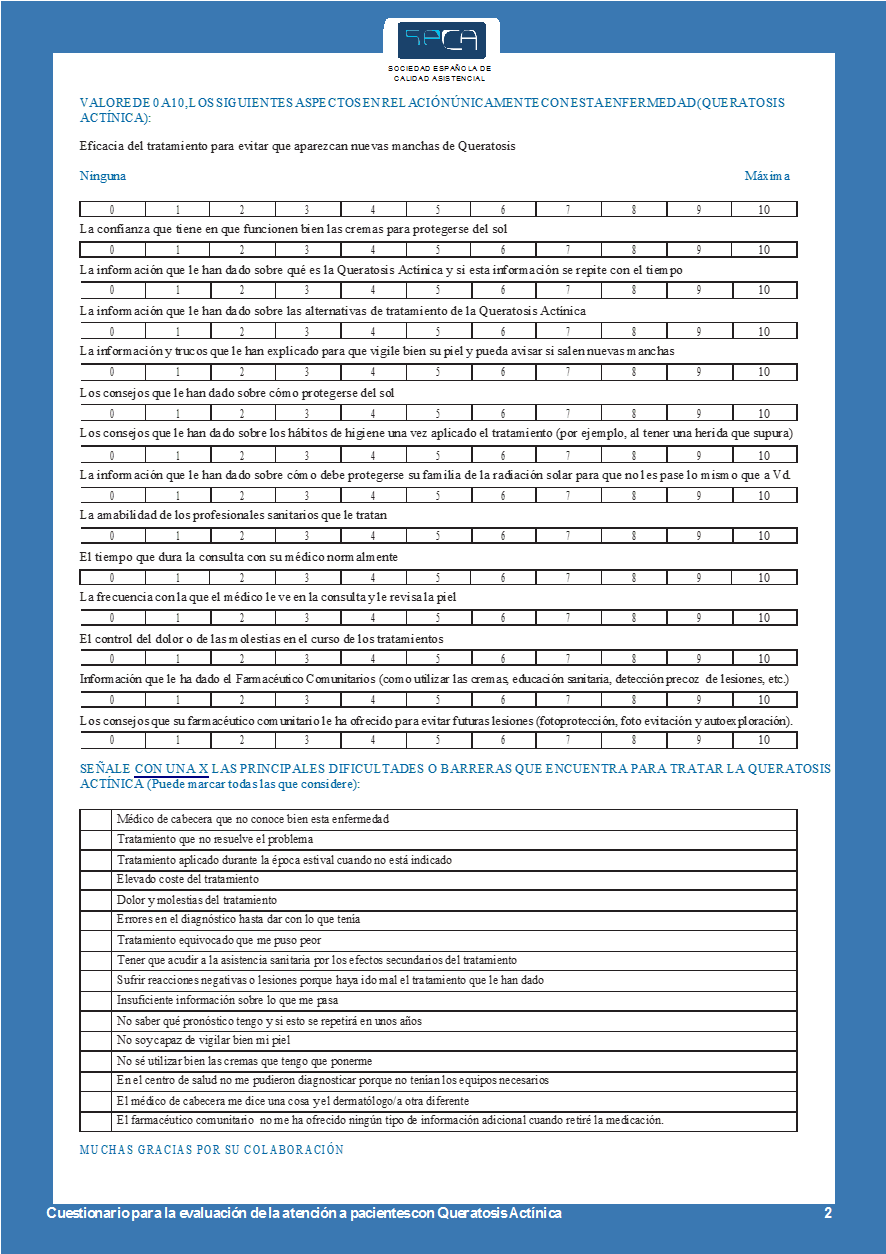 SECA
SOCIEDAD ESPAÑOLA DE
CALIDAD ASISTENCIAL
VALORE DE 0 A 10, LOS SIGUIENTES ASPECTOS EN RELACIÓN ÚNICAMENTE CON ESTA ENFERMEDAD (QUERATOSIS
ACTÍNICA):
Eficacia del tratamiento para evitar que aparezcan nuevas manchas de Queratosis
Ninguna Máxima
0 1 2 3 4 5 6 7 8 9 10
La confianza que tiene en que funcionen bien las cremas para protegerse del sol
0 1 2 3 4 5 6 7 8 9 10
La información que le han dado sobre qué es la Queratosis Actínica y si esta información se repite con el tiempo
0 1 2 3 4 5 6 7 8 9 10
La información que le han dado sobre las alternativas de tratamiento de la Queratosis Actínica
0 1 2 3 4 5 6 7 8 9 10
La información y trucos que le han explicado para que vigile bien su piel y pueda avisar si salen nuevas manchas
0 1 2 3 4 5 6 7 8 9 10
Los consejos que le han dado sobre cómo protegerse del sol
0 1 2 3 4 5 6 7 8 9 10
Los consejos que le han dado sobre los hábitos de higiene una vez aplicado el tratamiento (por ejemplo, al tener una herida que supura)
0 1 2 3 4 5 6 7 8 9 10
La información que le han dado sobre cómo debe protegerse su familia de la radiación solar para que no les pase lo mismo que a Vd.
0 1 2 3 4 5 6 7 8 9 10
La amabilidad de los profesionales sanitarios que le tratan
0 1 2 3 4 5 6 7 8 9 10
El tiempo que dura la consulta con su médico normalmente
0 1 2 3 4 5 6 7 8 9 10
La frecuencia con la que el médico le ve en la consulta y le revisa la piel
0 1 2 3 4 5 6 7 8 9 10
El control del dolor o de las molestias en el curso de los tratamientos
0 1 2 3 4 5 6 7 8 9 10
Información que le ha dado el Farmacéutico Comunitarios (como utilizar las cremas, educación sanitaria, detección precoz de lesiones, etc.)
0 1 2 3 4 5 6 7 8 9 10
Los consejos que su farmacéutico comunitario le ha ofrecido para evitar futuras lesiones (fotoprotección, foto evitación y autoexploración).
0 1 2 3 4 5 6 7 8 9 10
SEÑALE CON UNA X LAS PRINCIPALES DIFICULTADES O BARRERAS QUE ENCUENTRA PARA TRATAR LA QUERATOSIS
ACTÍNICA (Puede marcar todas las que considere):
Médico de cabecera que no conoce bien esta enfermedad
Tratamiento que no resuelve el problema
Tratamiento aplicado durante la época estival cuando no está indicado
Elevado coste del tratamiento
Dolor y molestias del tratamiento
Errores en el diagnóstico hasta dar con lo que tenía
Tratamiento equivocado que me puso peor
Tener que acudir a la asistencia sanitaria por los efectos secundarios del tratamiento
Sufrir reacciones negativas o lesiones porque haya ido mal el tratamiento que le han dado
Insuficiente información sobre lo que me pasa
No saber qué pronóstico tengo y si esto se repetirá en unos años
No soy capaz de vigilar bien mi piel
No sé utilizar bien las cremas que tengo que ponerme
En el centro de salud no me pudieron diagnosticar porque no tenían los equipos necesarios
El médico de cabecera me dice una cosa y el dermatólogo/a otra diferente
El farmacéutico comunitario no me ha ofrecido ningún tipo de información adicional cuando retiré la medicación.
MUCHAS GRACIAS POR SU COLABORACIÓN
Cuestionario para la evaluación de la atención a pacientes con Queratosis Actínica 2